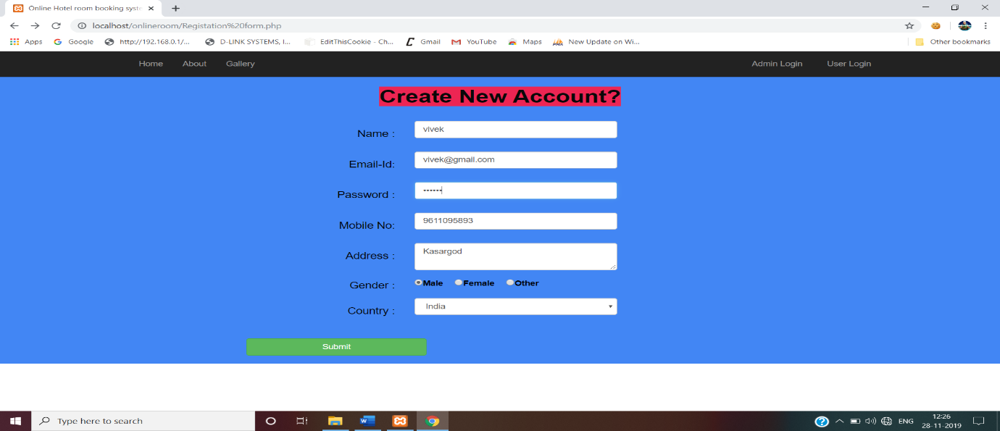 Online Hotel room booking syste
localhost/onlineroom/Registation%20form.php
Apps Google http://192.168.0.1/... D-LINK SYSTEMS, I... EditThisCookie - Ch... Gmail YouTube Maps New Update on Wi... Other bookmarks
Home About Gallery Admin Login User Login
Create New Account?
Name : vivek
Email-Id: vivek@gmail.com
Password : ••••••
Mobile No: 9611095893
Address : Kasargod
Gender : Male Female Other
Country : India
Submit
Type here to search
ENG 12:26
28-11-2019